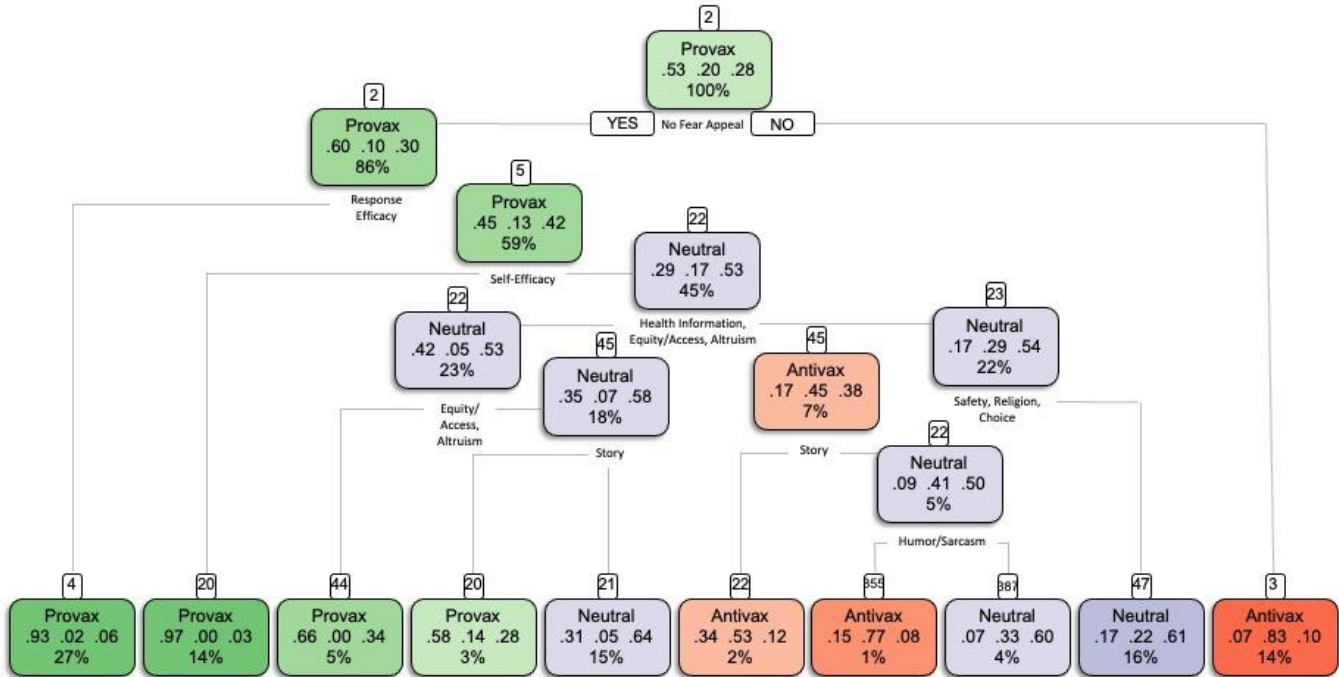 2
Provax
.53 .20 .28
100%
YES No Fear Appeal NO
2
Provax
.60 .10 .30
86%
Response
Efficacy
5
Provax
.45 .13 .42
59%
Self-Efficacy
22
Neutral
.29 .17 .53
45%
Health Information,
Equity/Access, Altruism
22
Neutral
.42 .05 .53
23%
Equity/
Access,
Altruism
45
Neutral
.35 .07 .58
18%
Story
45
Antivax
.17 .45 .38
7%
Story
23
Neutral
.17 .29 .54
22%
Safety, Religion,
Choice
22
Neutral
.09 .41 .50
5%
Humor/Sarcasm
4
Provax
.93 .02 .06
27%
20
Provax
.97 .00 .03
14%
44
Provax
.66 .00 .34
5%
20
Provax
.58 .14 .28
3%
21
Neutral
.31 .05 .64
15%
22
Antivax
.34 .53 .12
2%
355
Antivax
.15 .77 .08
1%
387
Neutral
.07 .33 .60
4%
47
Neutral
.17 .22 .61
16%
3
Antivax
.07 .83 .10
14%